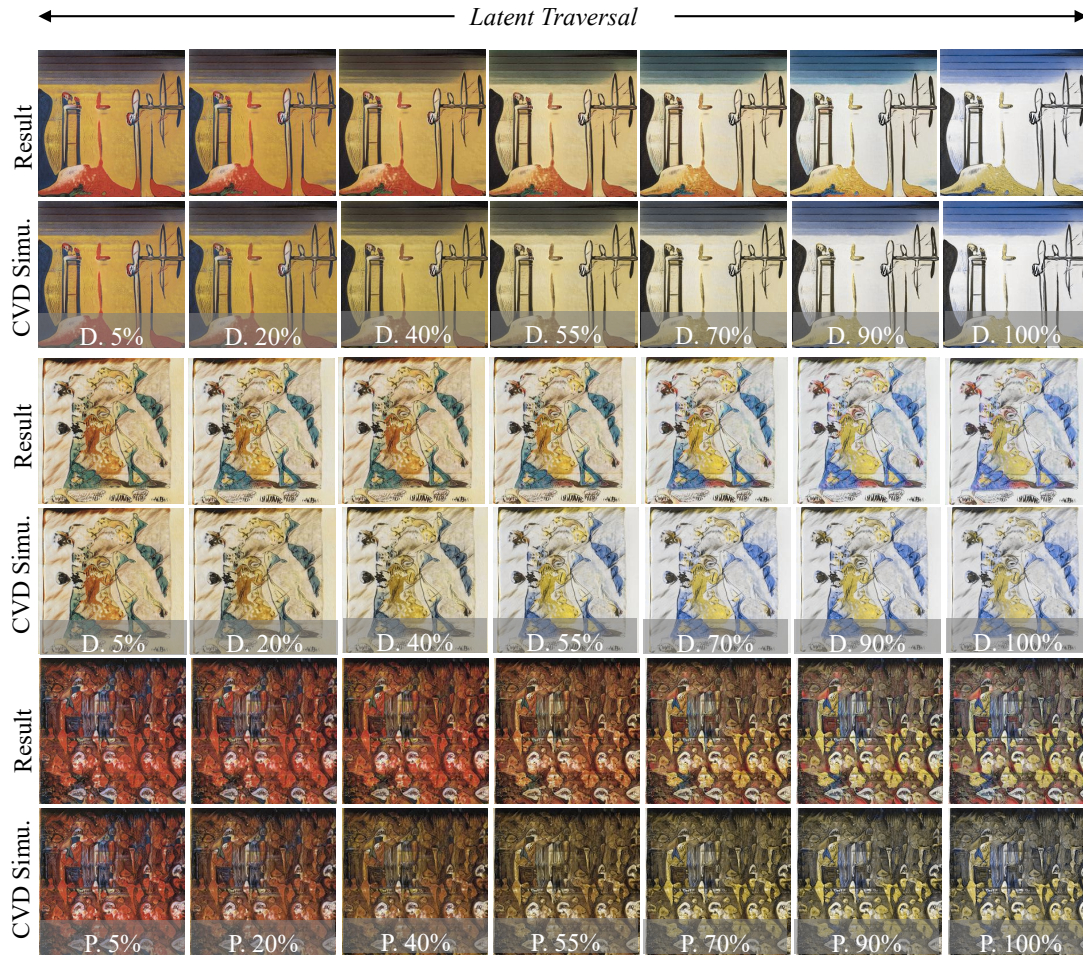 Latent Traversal
Result
CVD Simu.
D. 5% D. 20% D. 40% D. 55% D. 70% D. 90% D. 100%
Result
CVD Simu.
D. 5% D. 20% D. 40% D. 55% D. 70% D. 90% D. 100%
Result
CVD Simu.
P. 5% P. 20% P. 40% P. 55% P. 70% P. 90% P. 100%